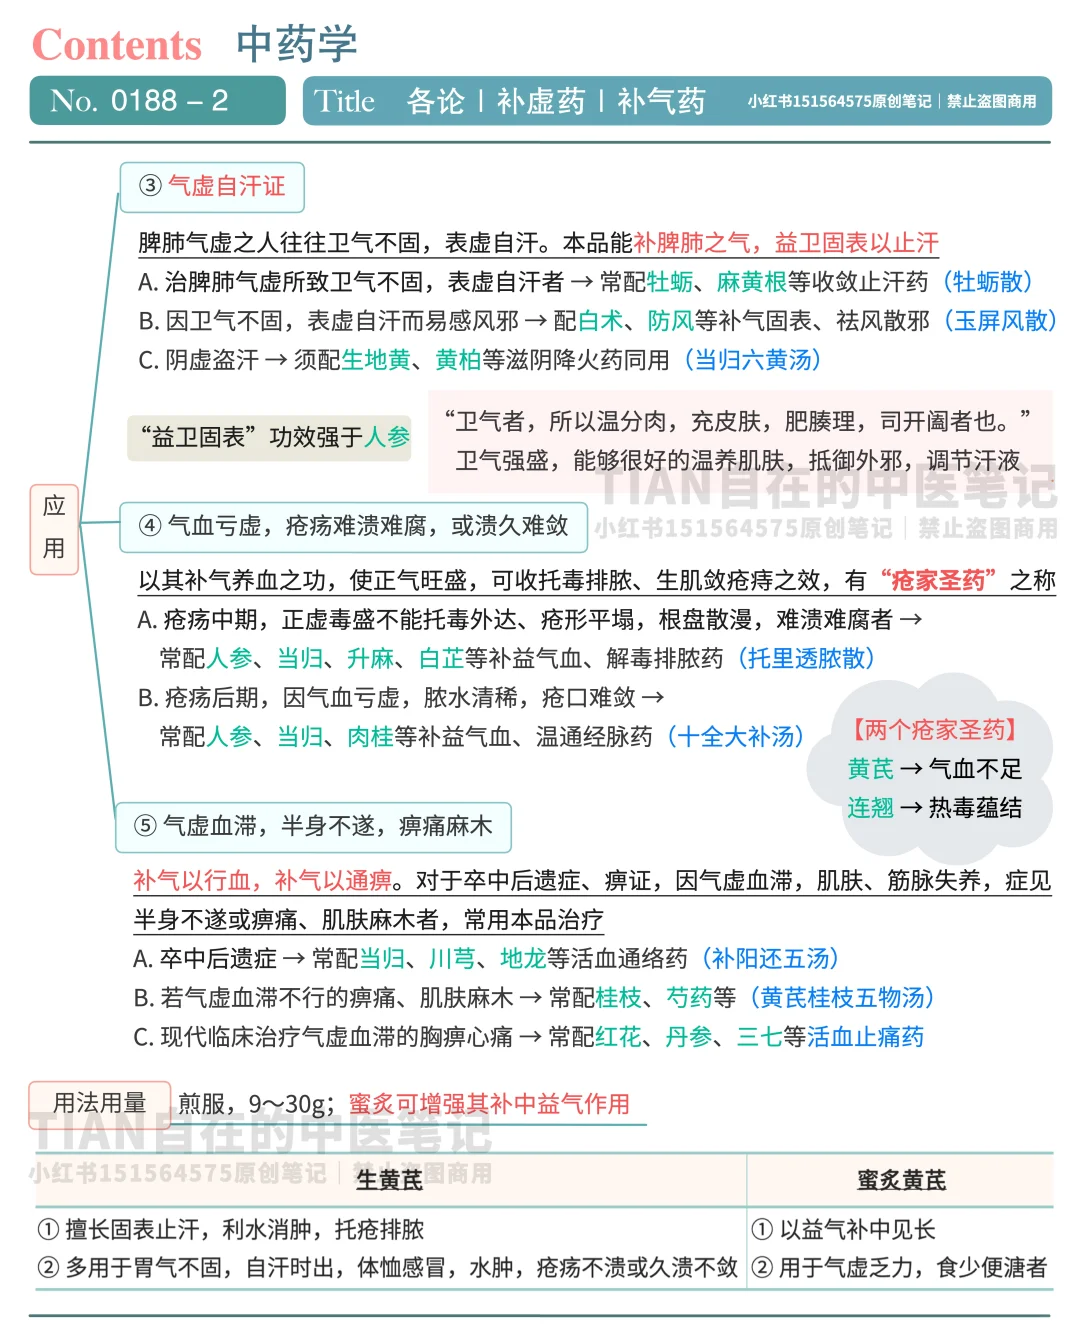 Contents 中药学
No. 0188 – 2
Title 各论丨补虚药丨补气药 小红书151564575原创笔记｜禁止盗图商用
③ 气虚自汗证
脾肺气虚之人往往卫气不固，表虚自汗。本品能补脾肺之气，益卫固表以止汗
A. 治脾肺气虚所致卫气不固，表虚自汗者 → 常配牡蛎、麻黄根等收敛止汗药（牡蛎散）
B. 因卫气不固，表虚自汗而易感风邪 → 配白术、防风等补气固表、祛风散邪（玉屏风散）
C. 阴虚盗汗 → 须配生地黄、黄柏等滋阴降火药同用（当归六黄汤）
“益卫固表”功效强于人参
“卫气者，所以温分肉，充皮肤，肥腠理，司开阖者也。”
卫气强盛，能够很好的温养肌肤，抵御外邪，调节汗液
TIAN自在的中医笔记
小红书151564575原创笔记｜禁止盗图商用
应用
④ 气血亏虚，疮疡难溃难腐，或溃久难敛
以其补气养血之功，使正气旺盛，可收托毒排脓、生肌敛疮痔之效，有“疮家圣药”之称
A. 疮疡中期，正虚毒盛不能托毒外达、疮形平塌，根盘散漫，难溃难腐者 →
常配人参、当归、升麻、白芷等补益气血、解毒排脓药（托里透脓散）
B. 疮疡后期，因气血亏虚，脓水清稀，疮口难敛 →
常配人参、当归、肉桂等补益气血、温通经脉药（十全大补汤）
【两个疮家圣药】
黄芪 → 气血不足
连翘 → 热毒蕴结
⑤ 气虚血滞，半身不遂，痹痛麻木
补气以行血，补气以通痹。对于卒中后遗症、痹证，因气虚血滞，肌肤、筋脉失养，症见
半身不遂或痹痛、肌肤麻木者，常用本品治疗
A. 卒中后遗症 → 常配当归、川芎、地龙等活血通络药（补阳还五汤）
B. 若气虚血滞不行的痹痛、肌肤麻木 → 常配桂枝、芍药等（黄芪桂枝五物汤）
C. 现代临床治疗气虚血滞的胸痹心痛 → 常配红花、丹参、三七等活血止痛药
用法用量 煎服，9～30g；蜜炙可增强其补中益气作用
TIAN自在的中医笔记
小红书151564575原创笔记｜禁止盗图商用
生黄芪 蜜炙黄芪
① 擅长固表止汗，利水消肿，托疮排脓 ① 以益气补中见长
② 多用于胃气不固，自汗时出，体恤感冒，水肿，疮疡不溃或久溃不敛 ② 用于气虚乏力，食少便溏者